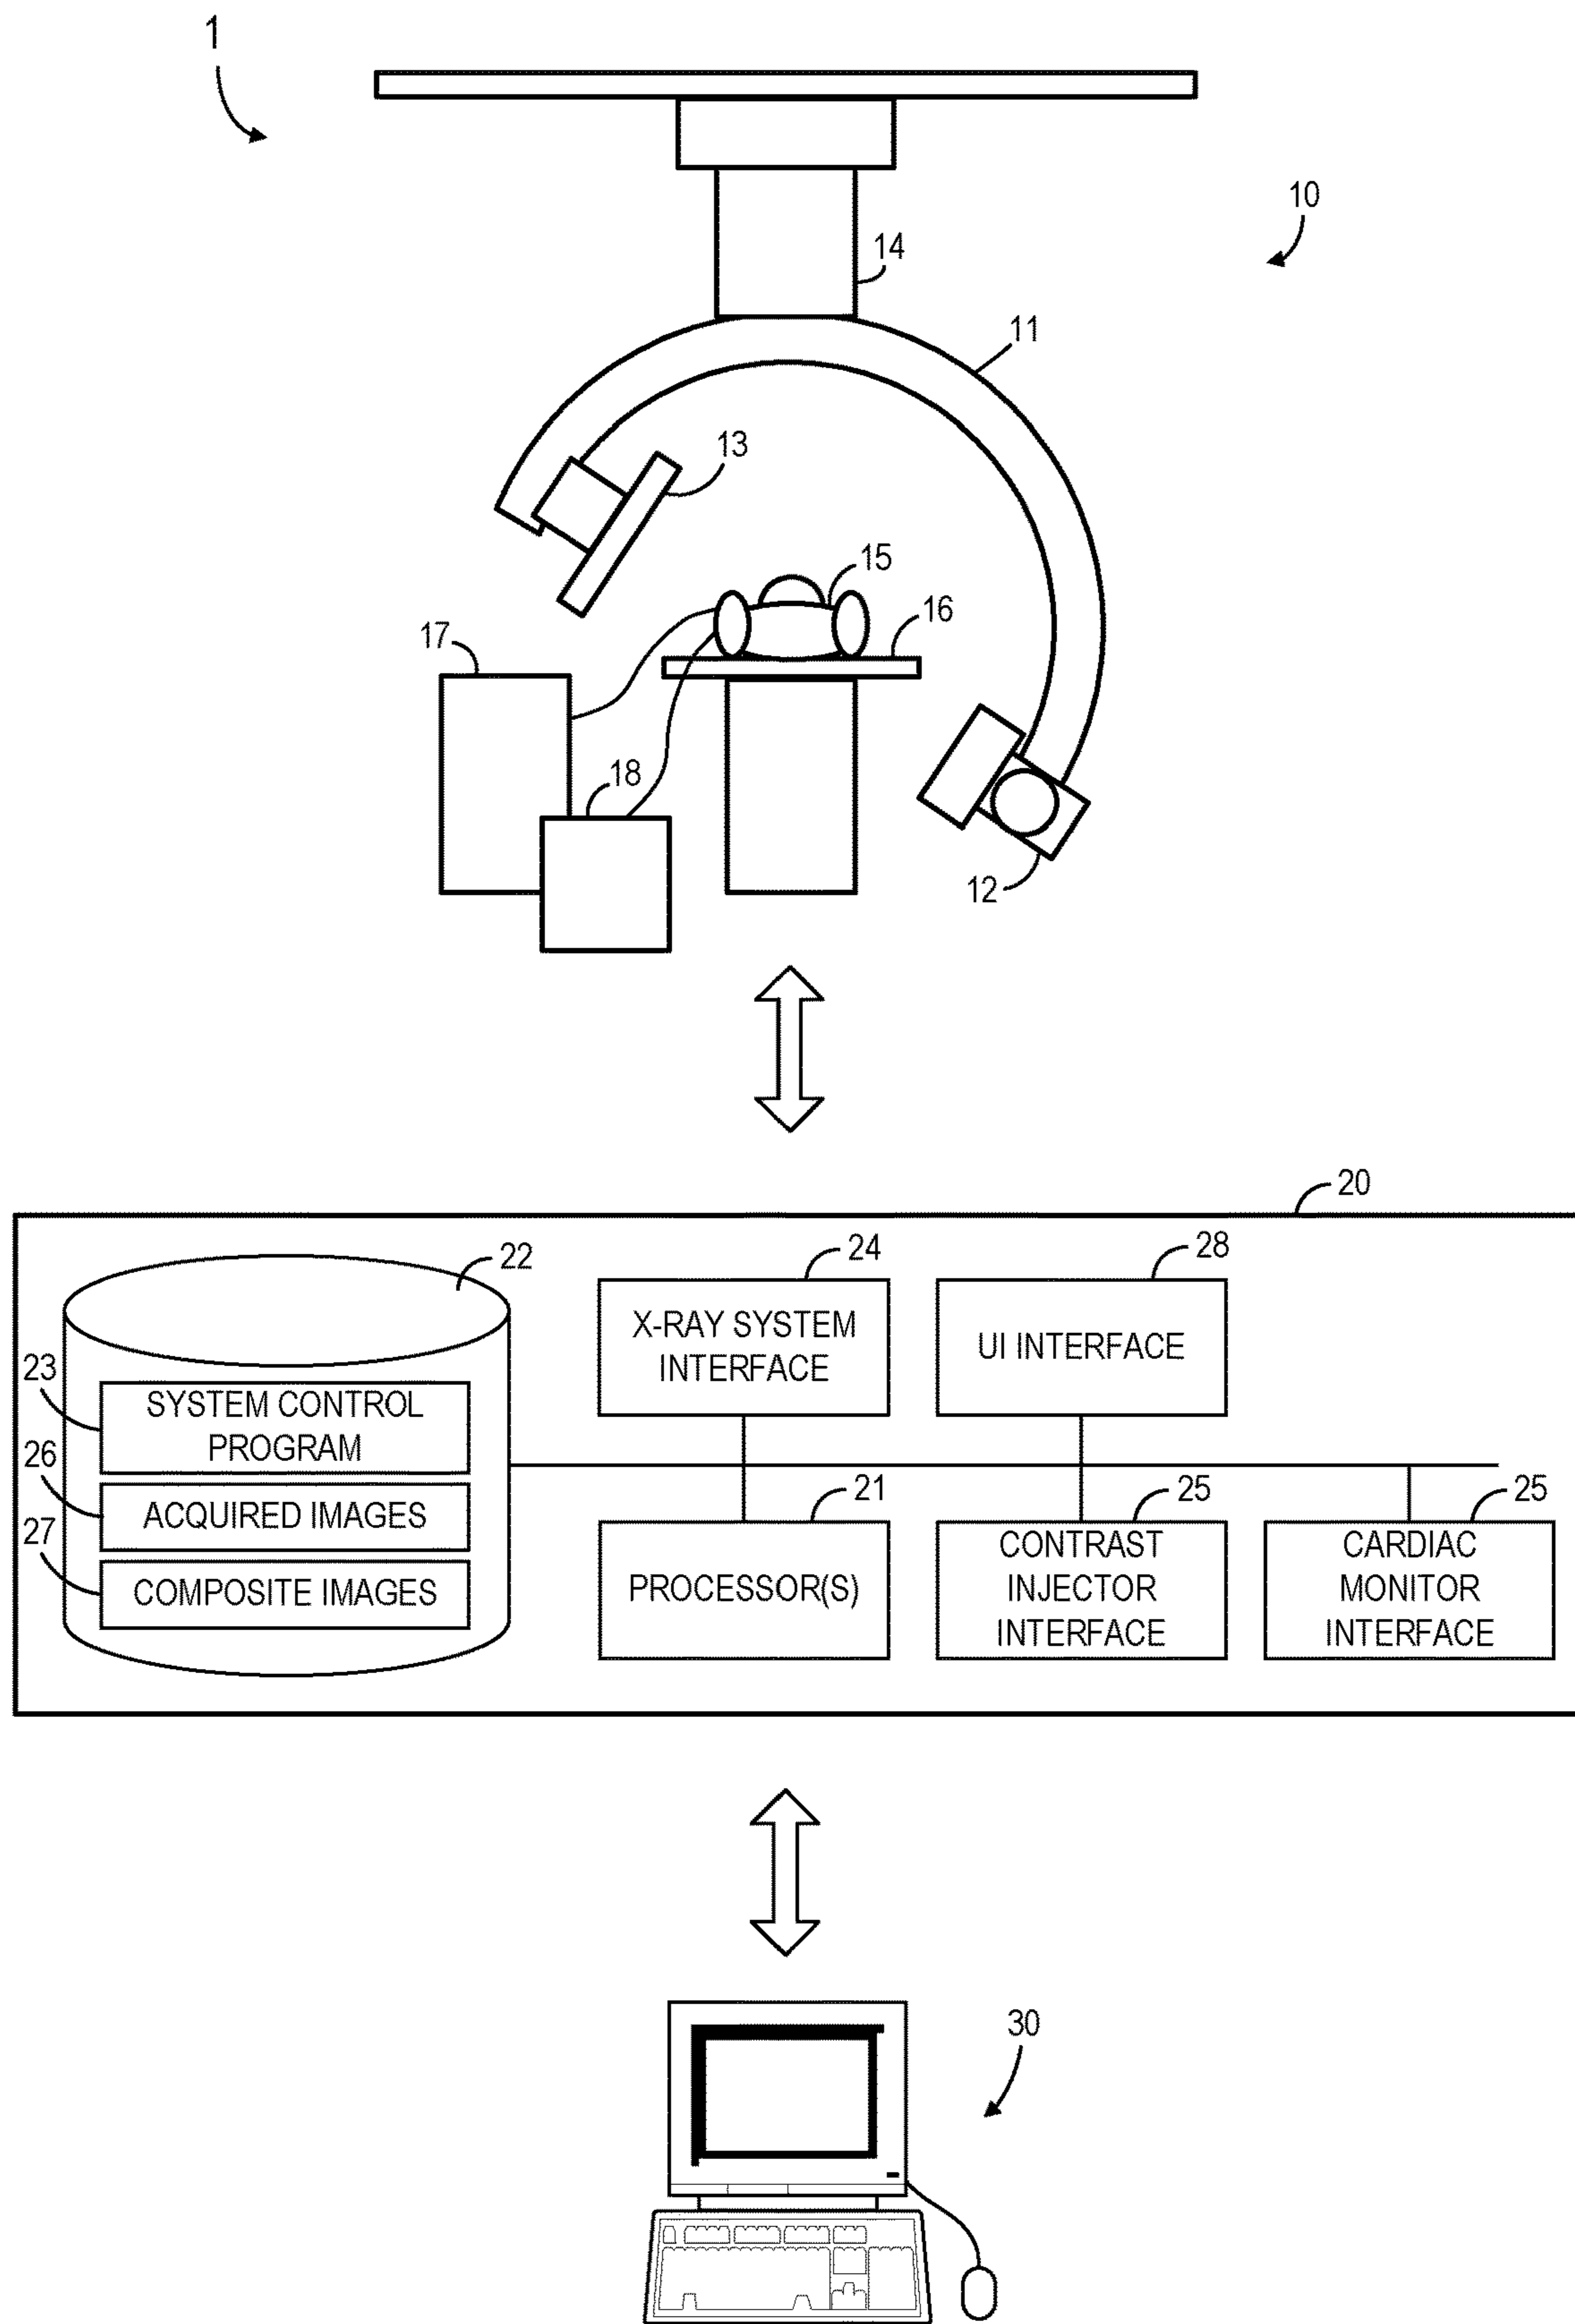 1
10
14
11
13
15
16
17
18
12
20
22
24
28
X-RAY SYSTEM
INTERFACE
UI INTERFACE
23
SYSTEM CONTROL
PROGRAM
26
21
25
25
ACQUIRED IMAGES
27
COMPOSITE IMAGES
PROCESSOR(S)
CONTRAST
INJECTOR
INTERFACE
CARDIAC
MONITOR
INTERFACE
30